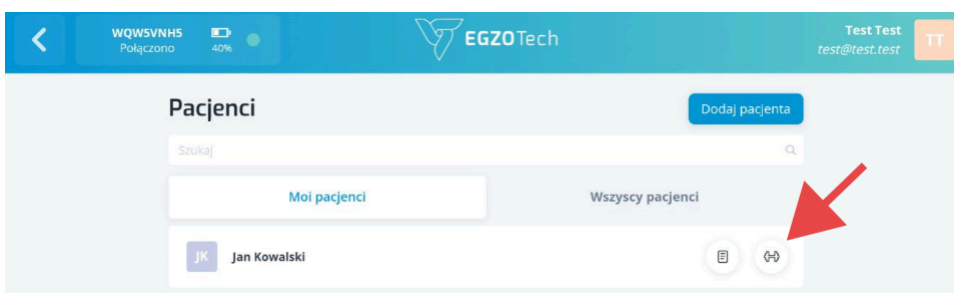 WQW5VNH5
Połączono
40%
EGZOTech
Test Test
test@test.test
TT
Pacjenci
Dodaj pacjenta
Szukaj
Moi pacjenci
Wszyscy pacjenci
JK
Jan Kowalski